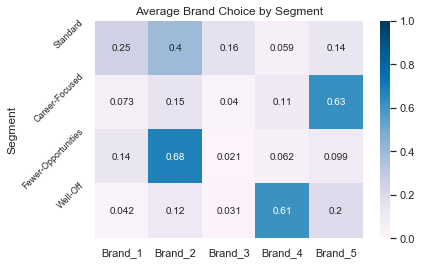 Average Brand Choice by Segment
Segment
Standard
0.25 0.4 0.16 0.059 0.14
Career-Focused
0.073 0.15 0.04 0.11 0.63
Fewer-Opportunities
0.14 0.68 0.021 0.062 0.099
Well-Off
0.042 0.12 0.031 0.61 0.2
Brand_1 Brand_2 Brand_3 Brand_4 Brand_5
1.0
0.8
0.6
0.4
0.2
0.0